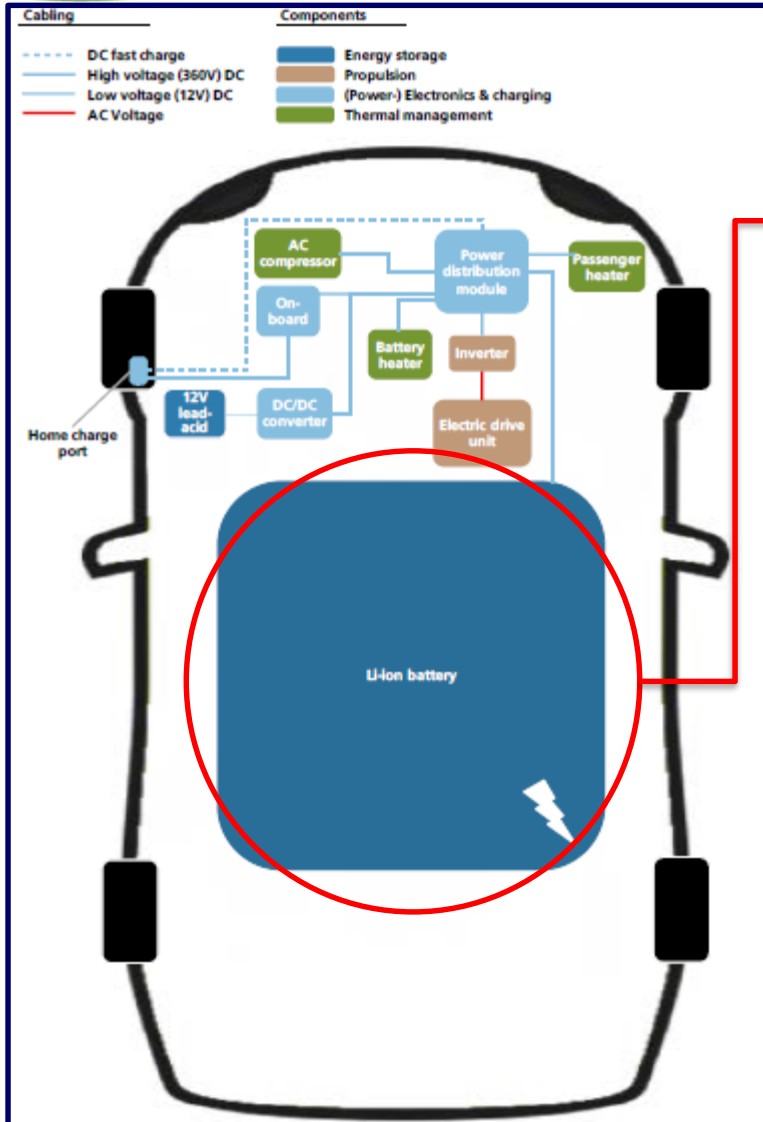 Cabling
Components
DC fast charge
High voltage (360V) DC
Low voltage (12V) DC
AC Voltage
Energy storage
Propulsion
(Power-) Electronics & charging
Thermal management
AC
compressor
Power
distribution
module
Passenger
heater
On-
board
Battery
heater
Inverter
12V
lead-
acid
DC/DC
converter
Electric drive
unit
Home charge
port
Li-ion battery